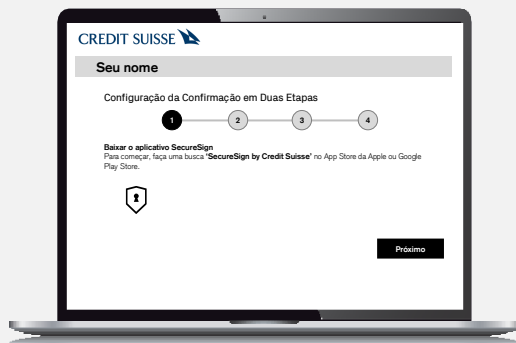 CREDIT SUISSE
Seu nome
Configuração da Confirmação em Duas Etapas
1 2 3 4
Baixar o aplicativo SecureSign
Para começar, faça uma busca "SecureSign by Credit Suisse" no App Store da Apple ou Google
Play Store.
Próximo